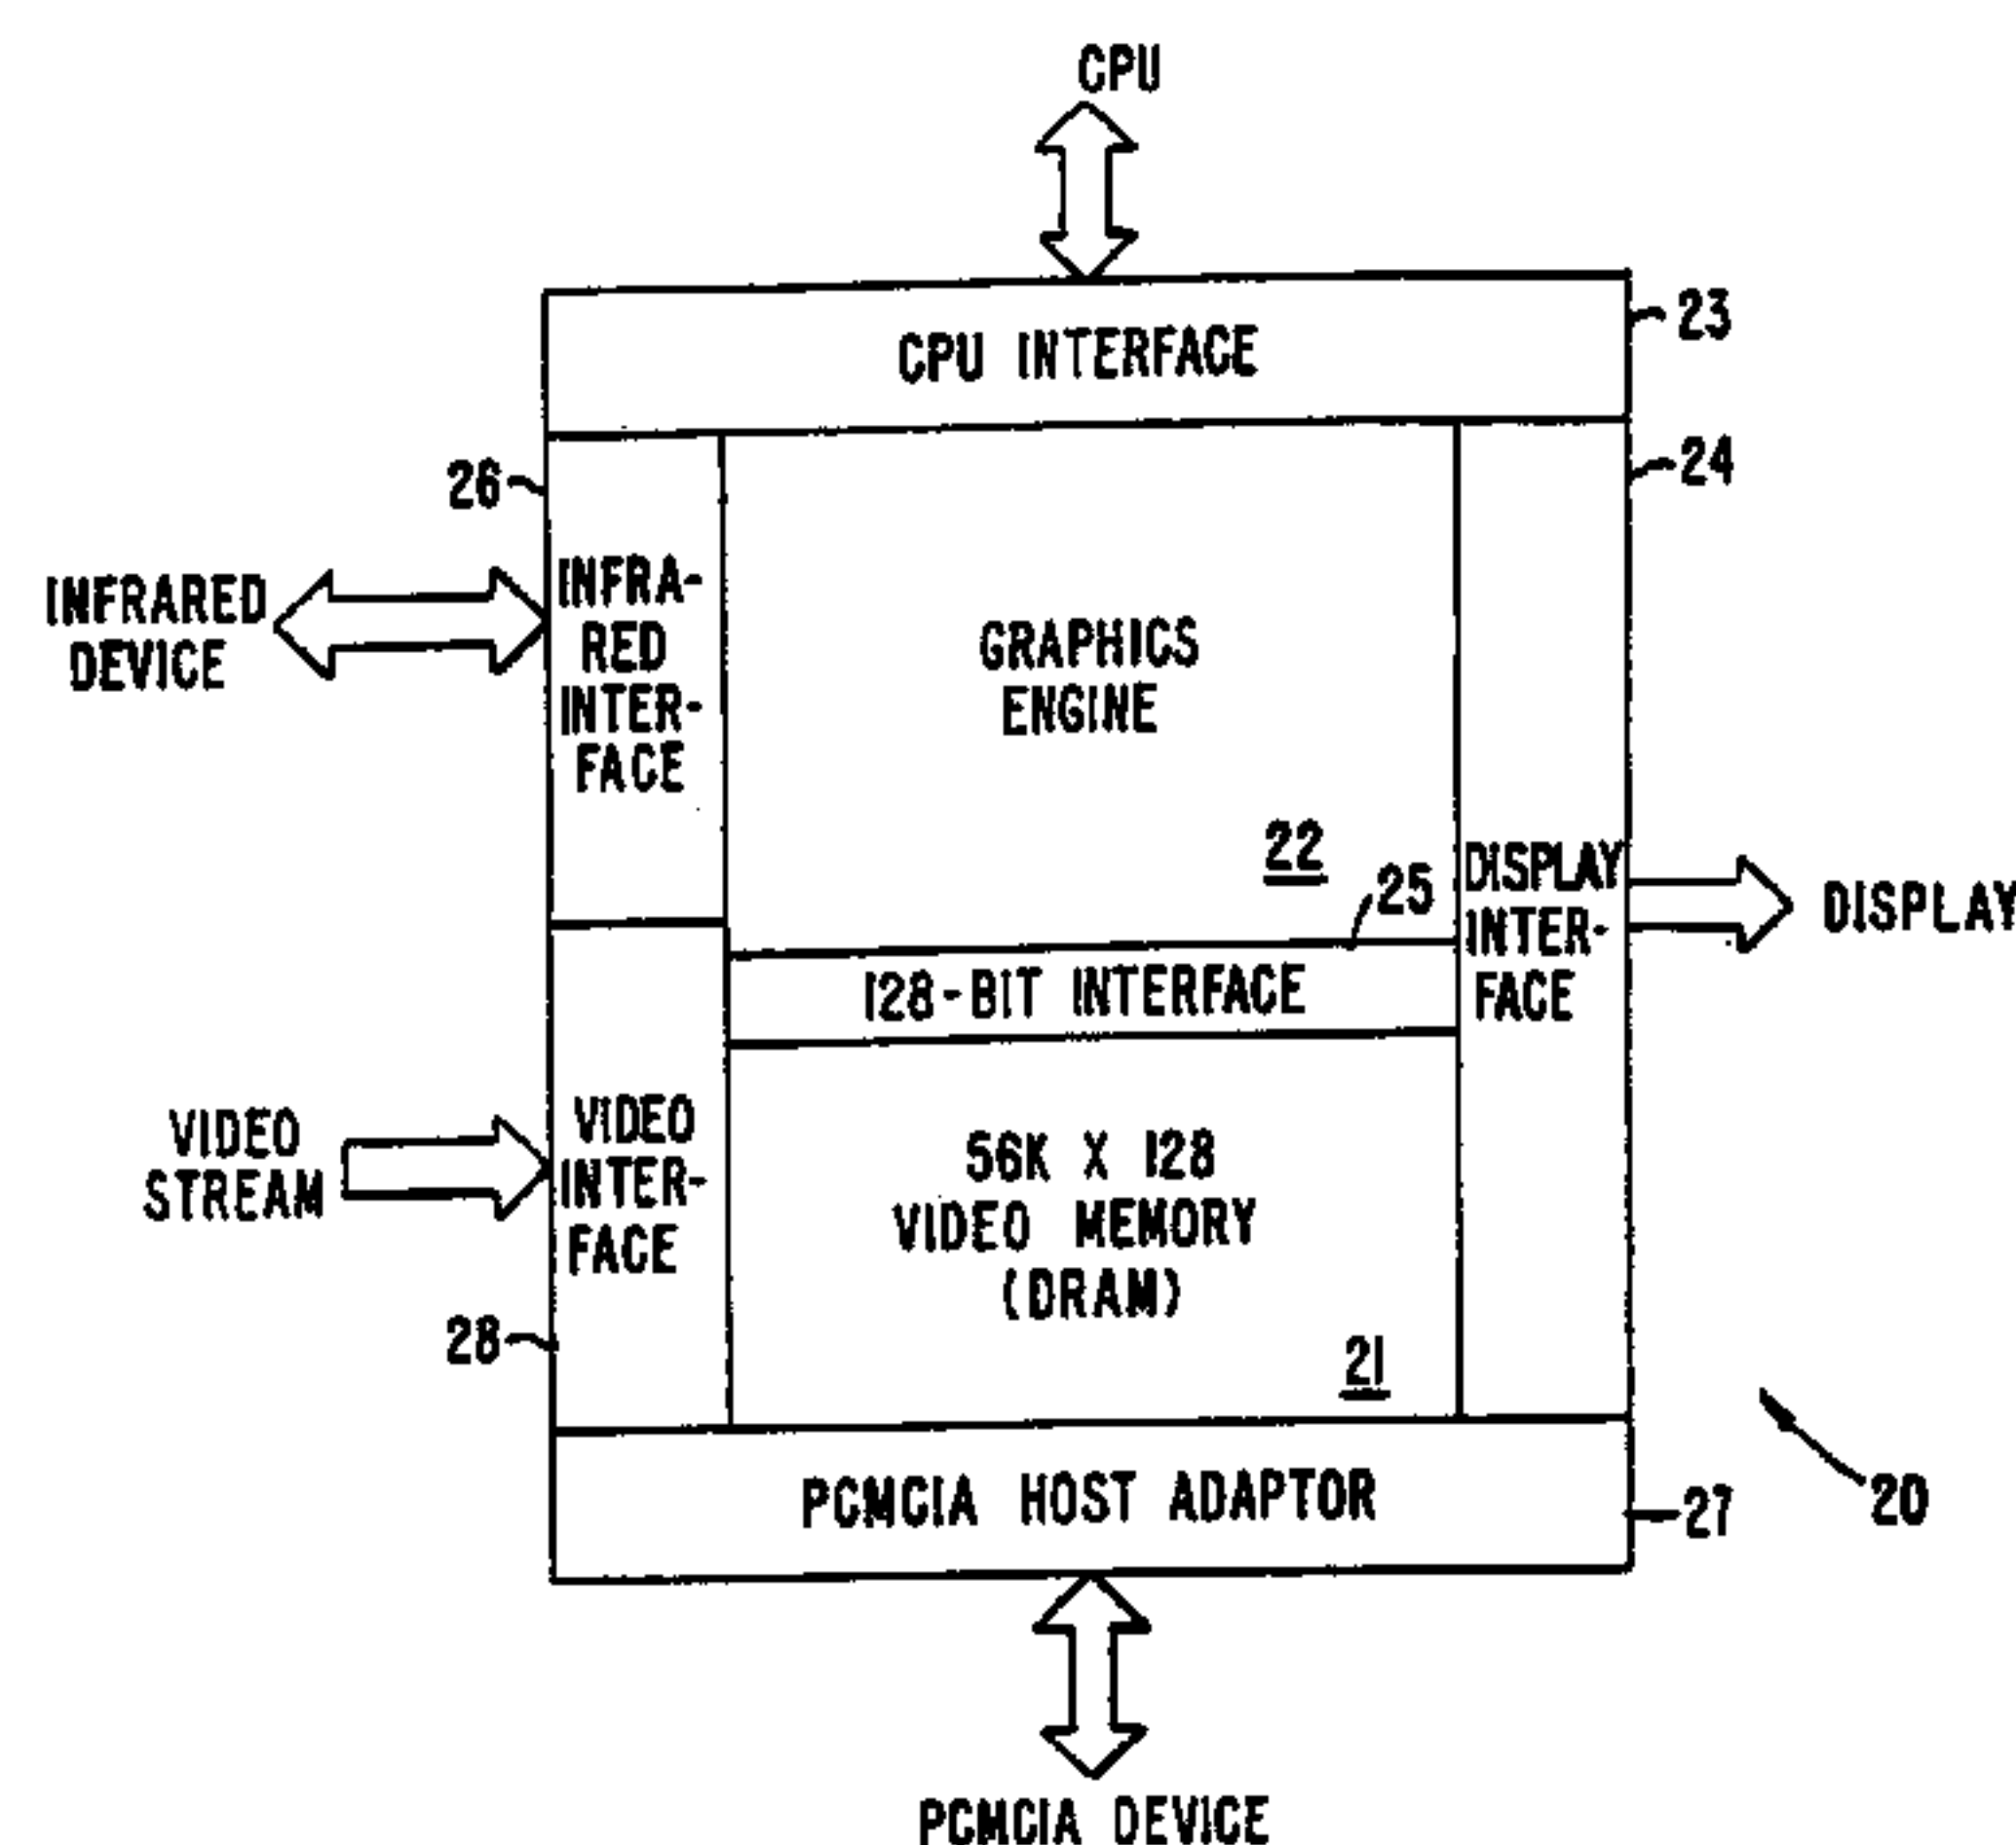 CPU
CPU INTERFACE
23
24
26
INFRARED
DEVICE
INFRA-
RED
INTER-
FACE
GRAPHICS
ENGINE
22
25
DISPLAY
INTER-
FACE
DISPLAY
128-BIT INTERFACE
VIDEO
STREAM
VIDEO
INTER-
FACE
28
56K X 128
VIDEO MEMORY
(DRAM)
21
PCMCIA HOST ADAPTOR
27
20
PCMCIA DEVICE